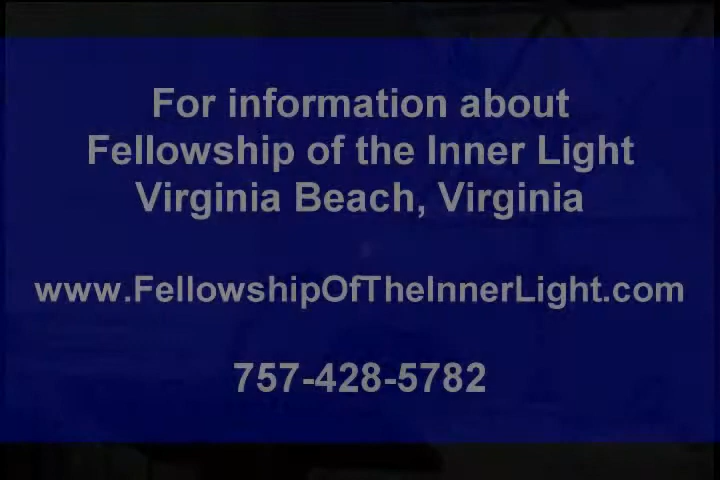 For information about
Fellowship of the Inner Light
Virginia Beach, Virginia
www.FellowshipOfTheInnerLight.com
757-428-5782